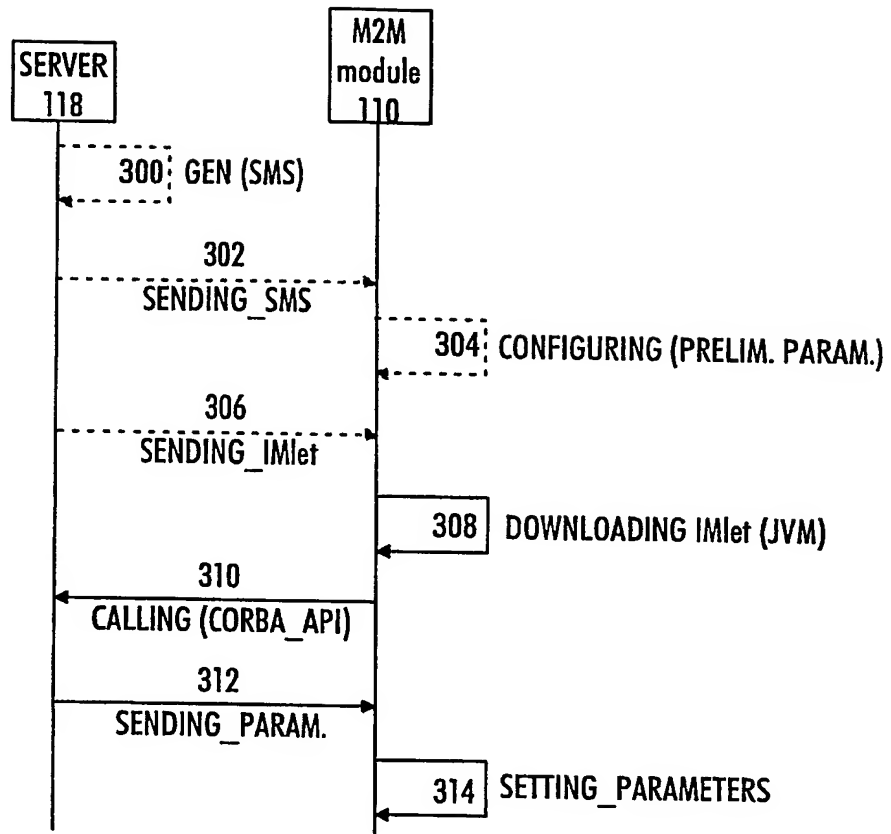 SERVER
118
M2M
module
110
300 GEN (SMS)
302
SENDING_SMS
304 CONFIGURING (PRELIM. PARAM.)
306
SENDING_IMlet
308 DOWNLOADING IMlet (JVM)
310
CALLING (CORBA_API)
312
SENDING_PARAM.
314 SETTING_PARAMETERS